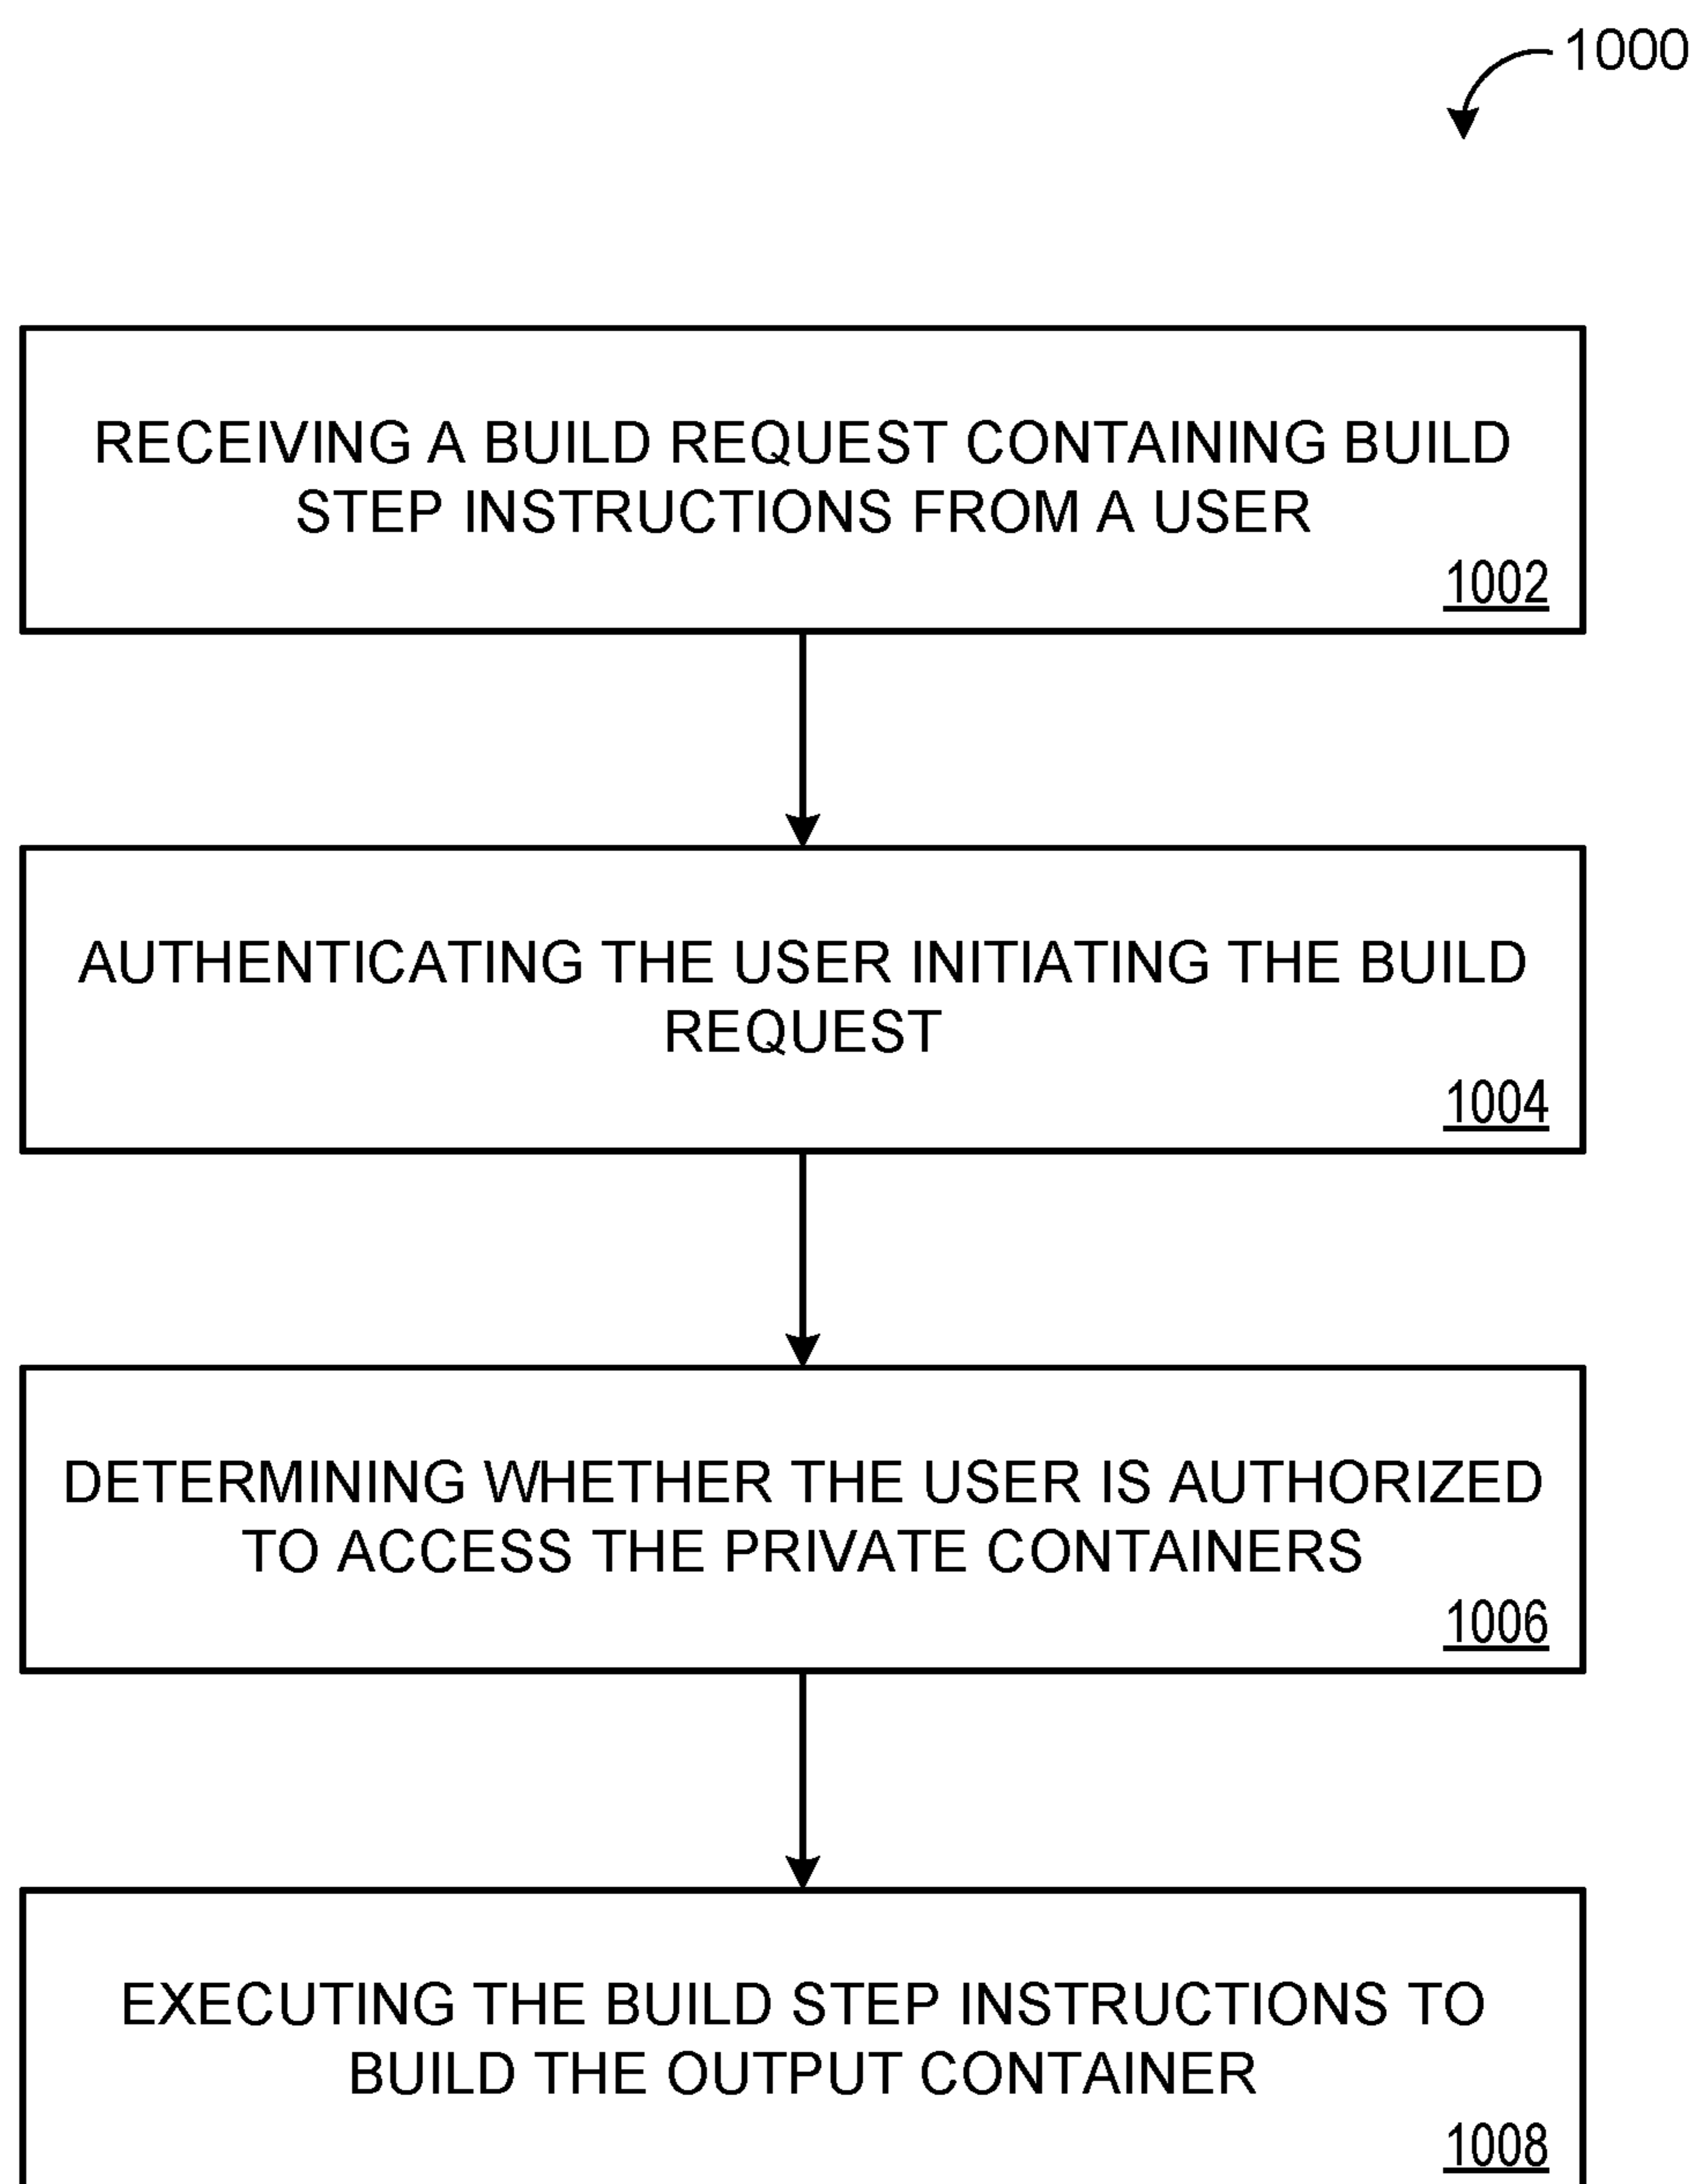 1000
RECEIVING A BUILD REQUEST CONTAINING BUILD
STEP INSTRUCTIONS FROM A USER
1002
AUTHENTICATING THE USER INITIATING THE BUILD
REQUEST
1004
DETERMINING WHETHER THE USER IS AUTHORIZED
TO ACCESS THE PRIVATE CONTAINERS
1006
EXECUTING THE BUILD STEP INSTRUCTIONS TO
BUILD THE OUTPUT CONTAINER
1008